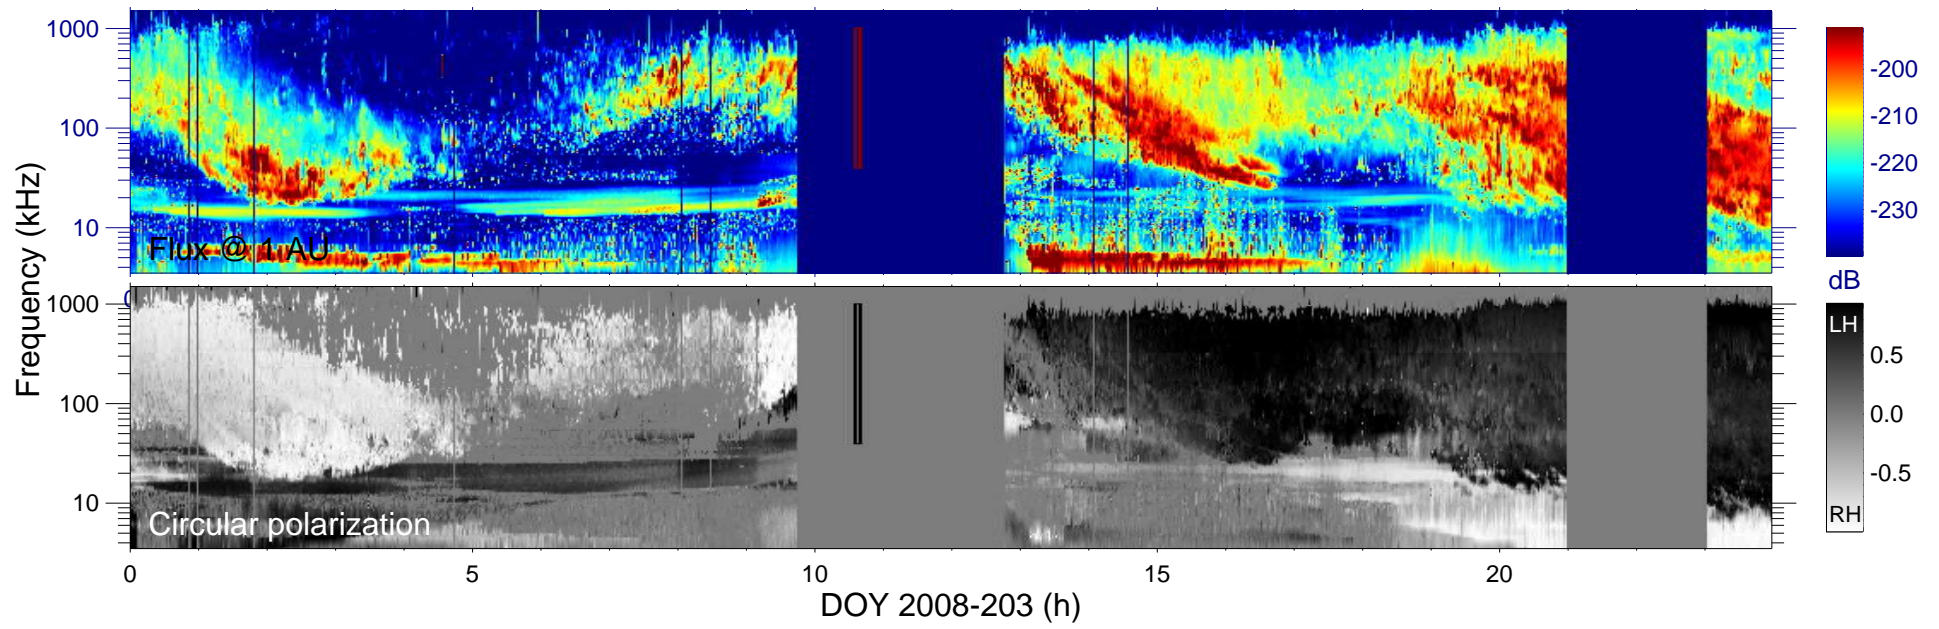 Frequency (kHz)
1000
100
10
Flux @ 1 AU
-200
-210
-220
-230
dB
0
1000
100
10
Circular polarization
LH
0.5
0.0
-0.5
RH
0
5
10
15
20
DOY 2008-203 (h)